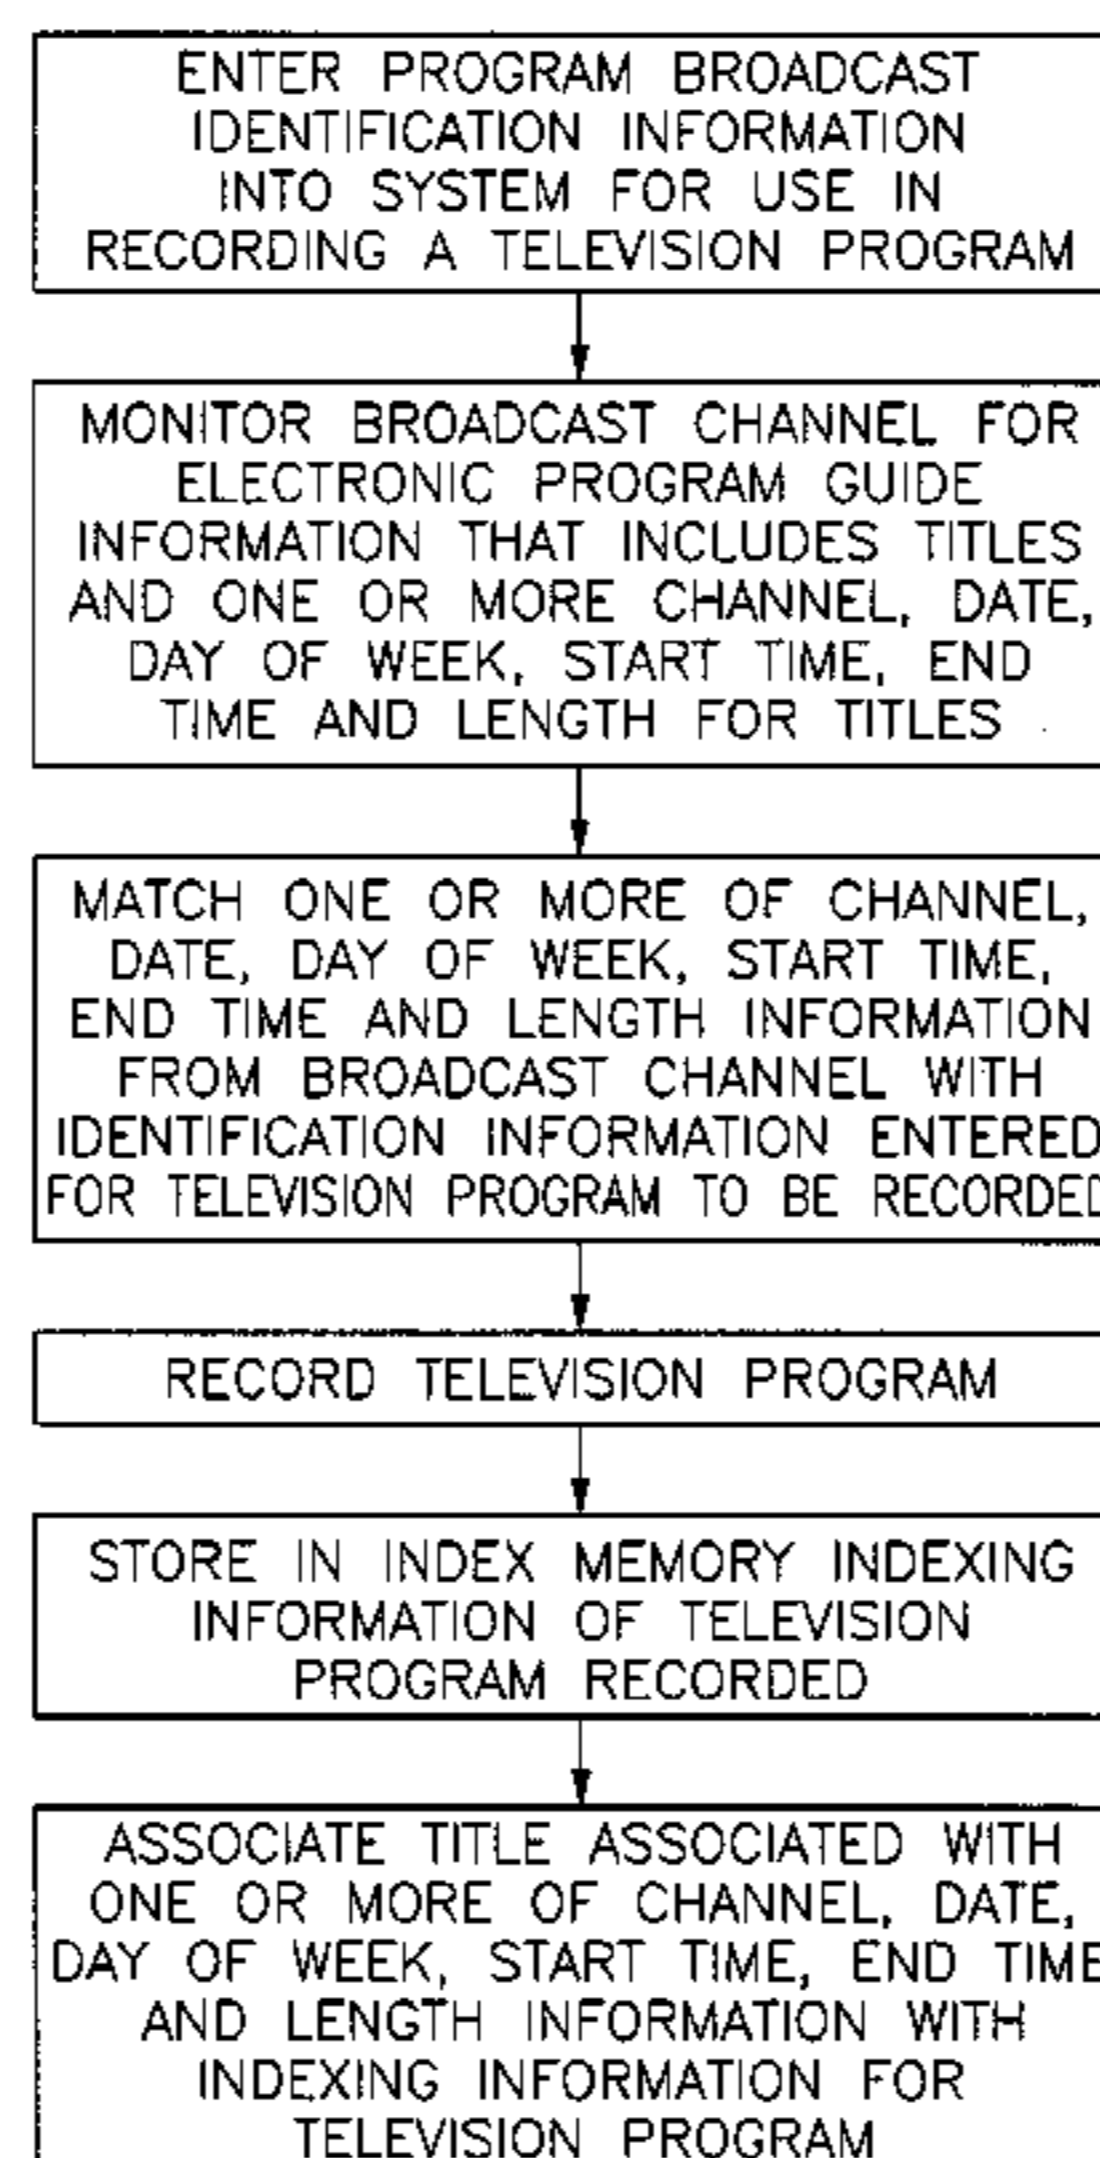 ENTER PROGRAM BROADCAST
IDENTIFICATION INFORMATION
INTO SYSTEM FOR USE IN
RECORDING A TELEVISION PROGRAM
MONITOR BROADCAST CHANNEL FOR
ELECTRONIC PROGRAM GUIDE
INFORMATION THAT INCLUDES TITLES
AND ONE OR MORE CHANNEL, DATE,
DAY OF WEEK, START TIME, END
TIME AND LENGTH FOR TITLES
MATCH ONE OR MORE OF CHANNEL,
DATE, DAY OF WEEK, START TIME,
END TIME AND LENGTH INFORMATION
FROM BROADCAST CHANNEL WITH
IDENTIFICATION INFORMATION ENTERED
FOR TELEVISION PROGRAM TO BE RECORDED
RECORD TELEVISION PROGRAM
STORE IN INDEX MEMORY INDEXING
INFORMATION OF TELEVISION
PROGRAM RECORDED
ASSOCIATE TITLE ASSOCIATED WITH
ONE OR MORE OF CHANNEL, DATE,
DAY OF WEEK, START TIME, END TIME
AND LENGTH INFORMATION WITH
INDEXING INFORMATION FOR
TELEVISION PROGRAM